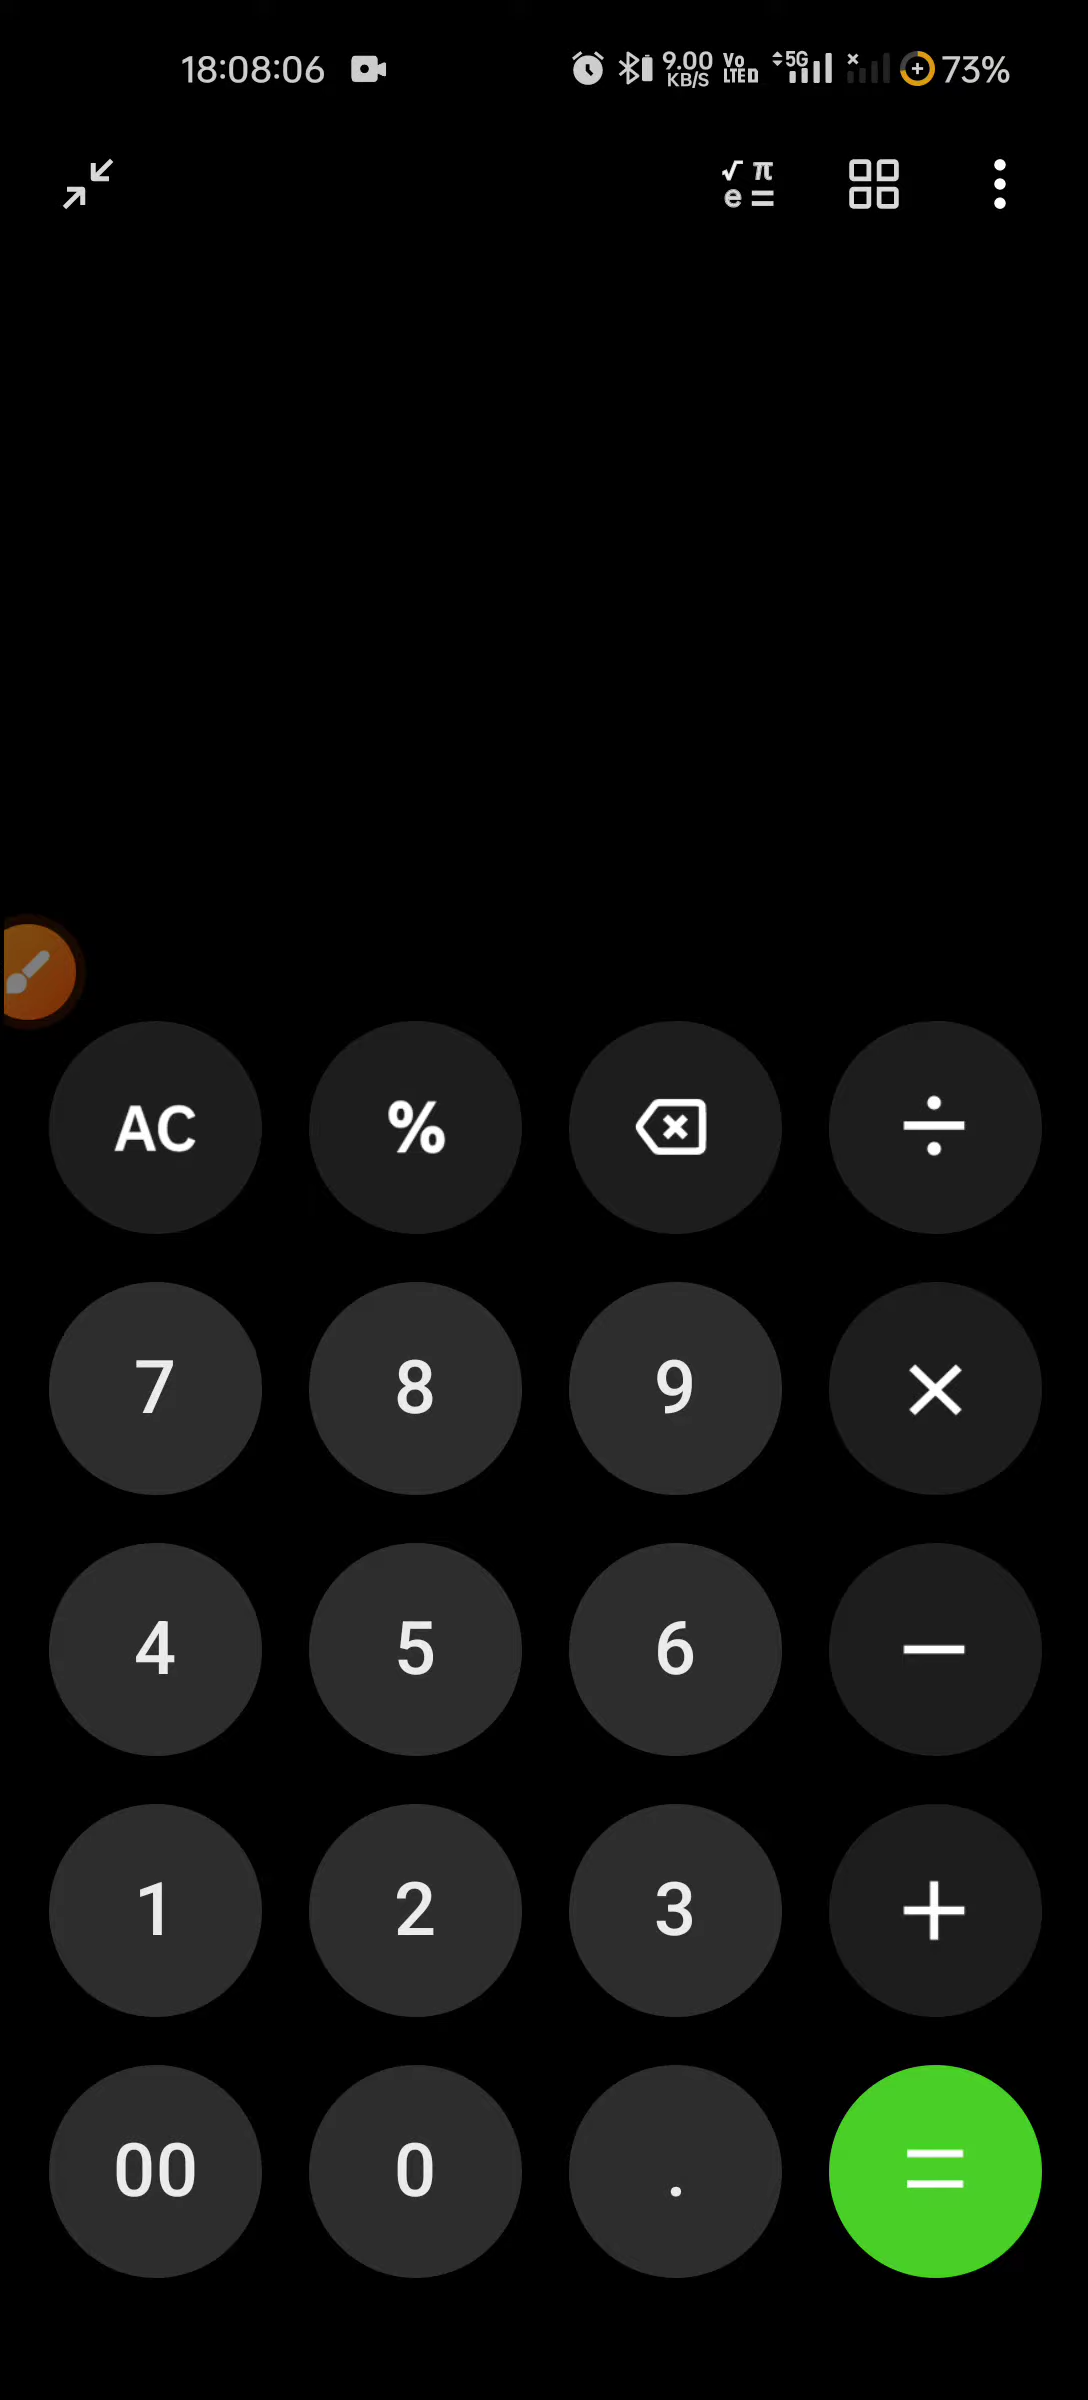 18:08:06 9.00 KB/S Vo LTE D 5G 73%
√ π
e =
AC % ÷
7 8 9 ×
4 5 6 −
1 2 3 +
00 0 . =